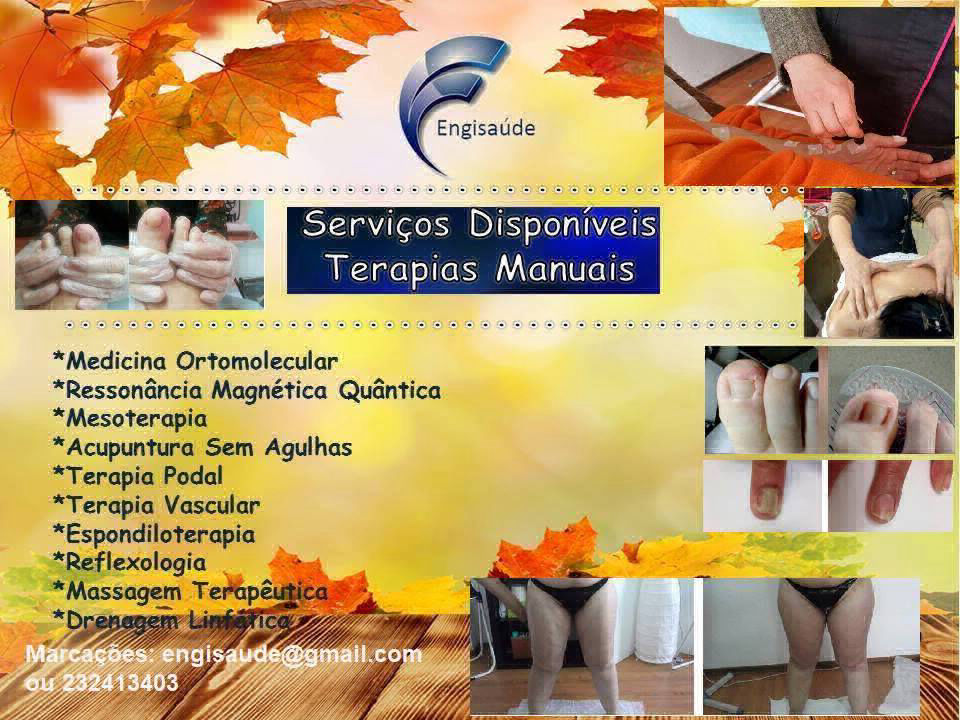 Engisaúde
Serviços Disponíveis
Terapias Manuais
*Medicina Ortomolecular
*Ressonância Magnética Quântica
*Mesoterapia
*Acupuntura Sem Agulhas
*Terapia Podal
*Terapia Vascular
*Espondiloterapia
*Reflexologia
*Massagem Terapêutica
*Drenagem Linfática
Marcações: engisaude@gmail.com
ou 232413403